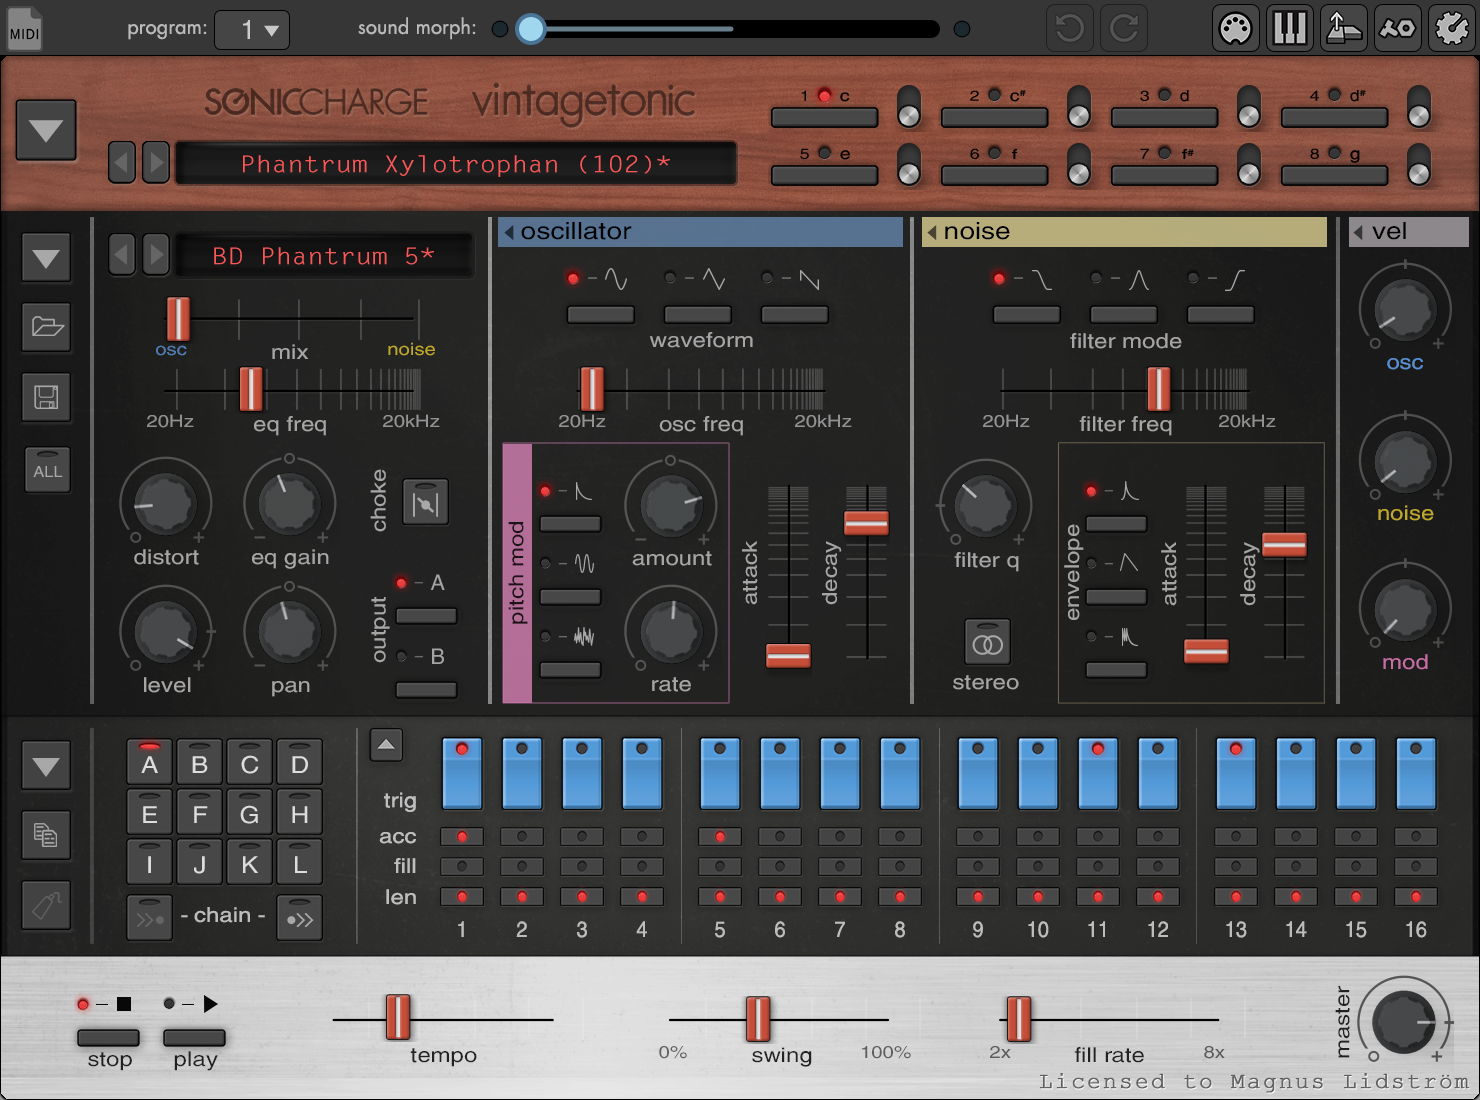 MIDI
program: 1
sound morph:
SONICCHARGE vintagetonic
1 c
2 c#
3 d
4 d#
Phantrum Xylotrophan (102)*
5 e
6 f
7 f#
8 g
BD Phantrum 5*
oscillator
noise
vel
osc mix noise
waveform
filter mode
osc
20Hz eq freq 20kHz
20Hz osc freq 20kHz
20Hz filter freq 20kHz
ALL
distort
eq gain
choke
pitch mod
amount
attack
decay
filter q
envelope
attack
decay
noise
level
pan
output
A
B
rate
stereo
mod
A B C D
E F G H
I J K L
- chain -
trig
acc
fill
len
1 2 3 4 5 6 7 8 9 10 11 12 13 14 15 16
stop
play
tempo
0% swing 100%
2x fill rate 8x
master
Licensed to Magnus Lidström